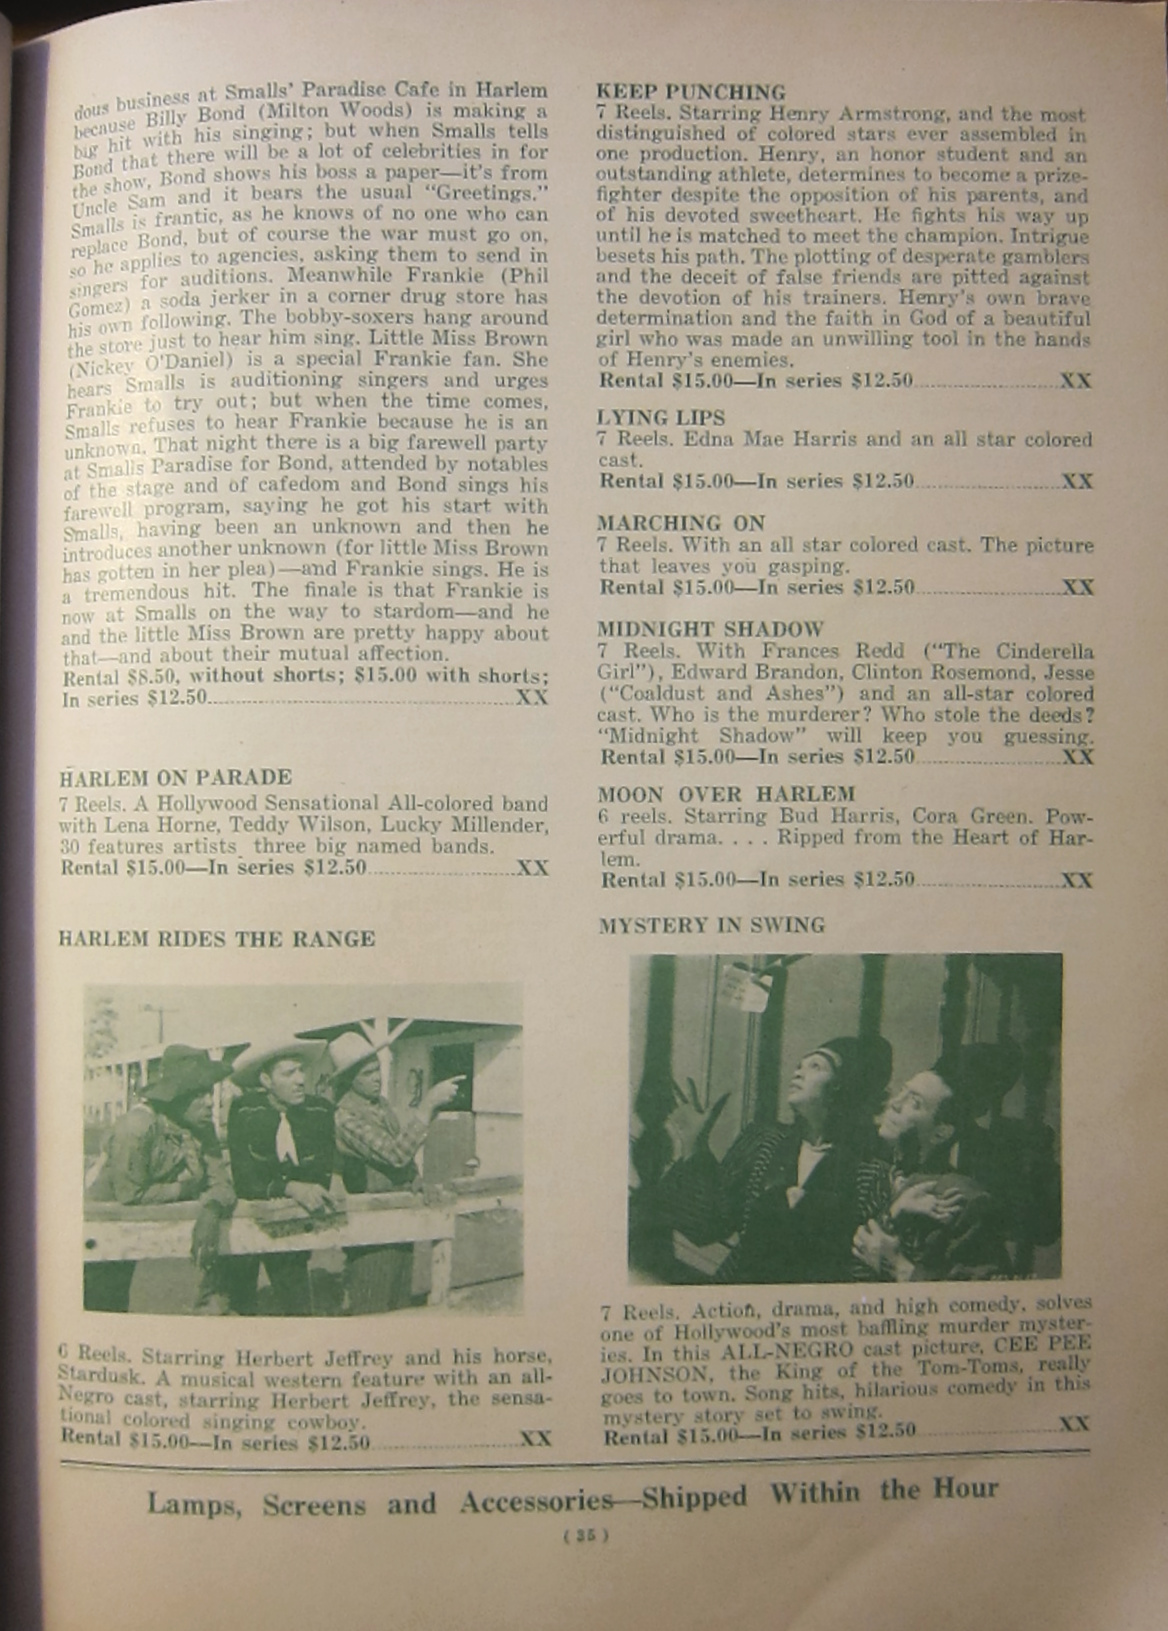 dous business at Smalls' Paradise Cafe in Harlem
because Billy Bond (Milton Woods) is making a
big hit with his singing; but when Smalls tells
Bond that there will be a lot of celebrities in for
the show, Bond shows his boss a paper—it's from
Uncle Sam and it bears the usual "Greetings."
Smalls is frantic, as he knows of no one who can
replace Bond, but of course the war must go on,
so he applies to agencies, asking them to send in
singers for auditions. Meanwhile Frankie (Phil
Gomez) a soda jerker in a corner drug store has
his own following. The bobby-soxers hang around
the store just to hear him sing. Little Miss Brown
(Nickey O'Daniel) is a special Frankie fan. She
hears Smalls is auditioning singers and urges
Frankie to try out; but when the time comes,
Smalls refuses to hear Frankie because he is an
unknown. That night there is a big farewell party
at Smalls Paradise for Bond, attended by notables
of the stage and of cafedom and Bond sings his
farewell program, saying he got his start with
Smalls, having been an unknown and then he
introduces another unknown (for little Miss Brown
has gotten in her plea)—and Frankie sings. He is
a tremendous hit. The finale is that Frankie is
now at Smalls on the way to stardom—and he
and the little Miss Brown are pretty happy about
that—and about their mutual affection.
Rental $8.50, without shorts; $15.00 with shorts;
In series $12.50 XX
HARLEM ON PARADE
7 Reels. A Hollywood Sensational All-colored band
with Lena Horne, Teddy Wilson, Lucky Millender,
30 features artists three big named bands.
Rental $15.00—In series $12.50 XX
HARLEM RIDES THE RANGE
6 Reels. Starring Herbert Jeffrey and his horse,
Stardusk. A musical western feature with an all-
Negro cast, starring Herbert Jeffrey, the sensa-
tional colored singing cowboy.
Rental $15.00—In series $12.50 XX
KEEP PUNCHING
7 Reels. Starring Henry Armstrong, and the most
distinguished of colored stars ever assembled in
one production. Henry, an honor student and an
outstanding athlete, determines to become a prize-
fighter despite the opposition of his parents, and
of his devoted sweetheart. He fights his way up
until he is matched to meet the champion. Intrigue
besets his path. The plotting of desperate gamblers
and the deceit of false friends are pitted against
the devotion of his trainers. Henry's own brave
determination and the faith in God of a beautiful
girl who was made an unwilling tool in the hands
of Henry's enemies.
Rental $15.00—In series $12.50 XX
LYING LIPS
7 Reels. Edna Mae Harris and an all star colored
cast.
Rental $15.00—In series $12.50 XX
MARCHING ON
7 Reels. With an all star colored cast. The picture
that leaves you gasping.
Rental $15.00—In series $12.50 XX
MIDNIGHT SHADOW
7 Reels. With Frances Redd ("The Cinderella
Girl"), Edward Brandon, Clinton Rosemond, Jesse
("Coaldust and Ashes") and an all-star colored
cast. Who is the murderer? Who stole the deeds?
"Midnight Shadow" will keep you guessing.
Rental $15.00—In series $12.50 XX
MOON OVER HARLEM
6 reels. Starring Bud Harris, Cora Green. Pow-
erful drama. . . . Ripped from the Heart of Har-
lem.
Rental $15.00—In series $12.50 XX
MYSTERY IN SWING
7 Reels. Action, drama, and high comedy, solves
one of Hollywood's most baffling murder myster-
ies. In this ALL-NEGRO cast picture, CEE PEE
JOHNSON, the King of the Tom-Toms, really
goes to town. Song hits, hilarious comedy in this
mystery story set to swing.
Rental $15.00—In series $12.50 XX
Lamps, Screens and Accessories—Shipped Within the Hour
( 35 )